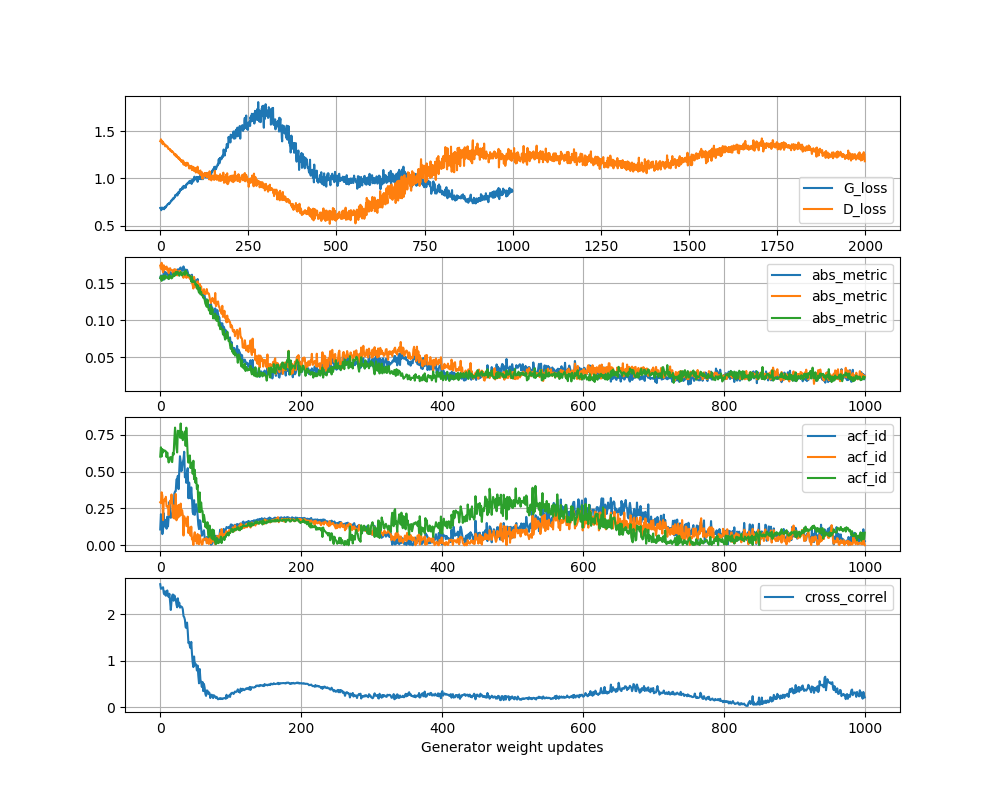 1.5
1.0
0.5
G_loss
D_loss
0 250 500 750 1000 1250 1500 1750 2000
0.15
0.10
0.05
abs_metric
abs_metric
abs_metric
0 200 400 600 800 1000
0.75
0.50
0.25
0.00
acf_id
acf_id
acf_id
0 200 400 600 800 1000
2
1
0
cross_correl
0 200 400 600 800 1000
Generator weight updates